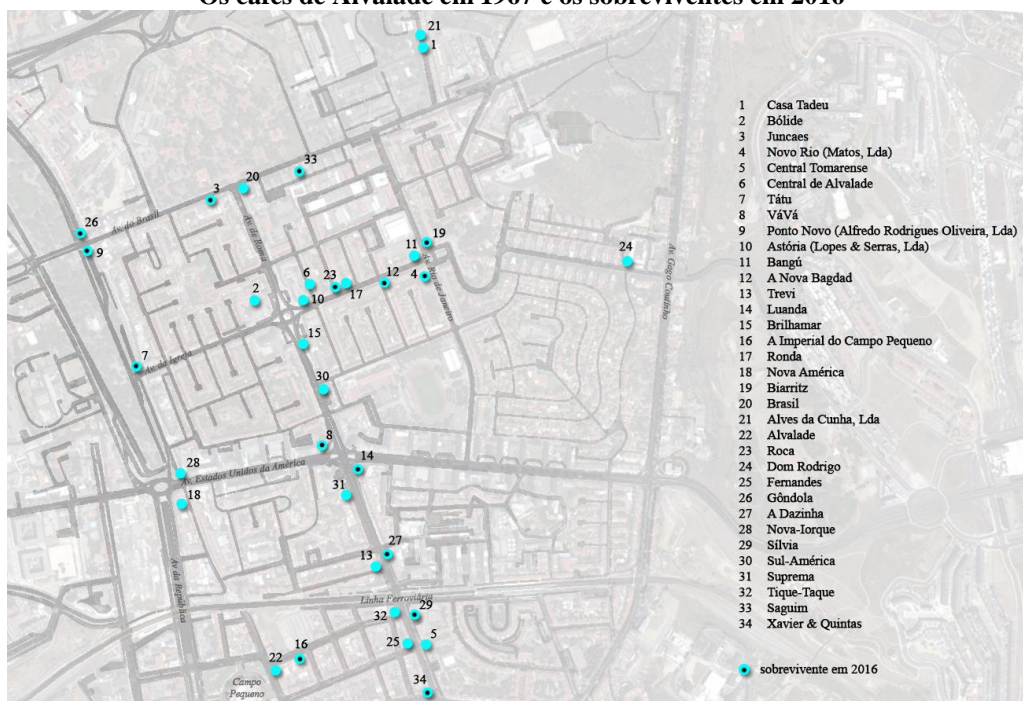 Os cafés de Alvalade em 1967 e os sobreviventes em 2016
21
1
33
20
3
Av. do Brasil
26
9
Av. de Roma
19
11
24
Av. Gago Coutinho
6
23
12
4
2
10
17
Av. Rio de Janeiro
15
7
Av. da Igreja
30
8
14
28
Av. Estados Unidos da América
31
18
27
13
Av. da República
Linha Ferroviária
32
29
25
5
16
22
Campo
Pequeno
34
1 Casa Tadeu
2 Bólide
3 Juncaes
4 Novo Rio (Matos, Lda)
5 Central Tomarense
6 Central de Alvalade
7 Tátu
8 VáVá
9 Ponto Novo (Alfredo Rodrigues Oliveira, Lda)
10 Astória (Lopes & Serras, Lda)
11 Bangú
12 A Nova Bagdad
13 Trevi
14 Luanda
15 Brilhamar
16 A Imperial do Campo Pequeno
17 Ronda
18 Nova América
19 Biarritz
20 Brasil
21 Alves da Cunha, Lda
22 Alvalade
23 Roca
24 Dom Rodrigo
25 Fernandes
26 Gôndola
27 A Dazinha
28 Nova-Iorque
29 Sílvia
30 Sul-América
31 Suprema
32 Tique-Taque
33 Saguim
34 Xavier & Quintas
sobrevivente em 2016